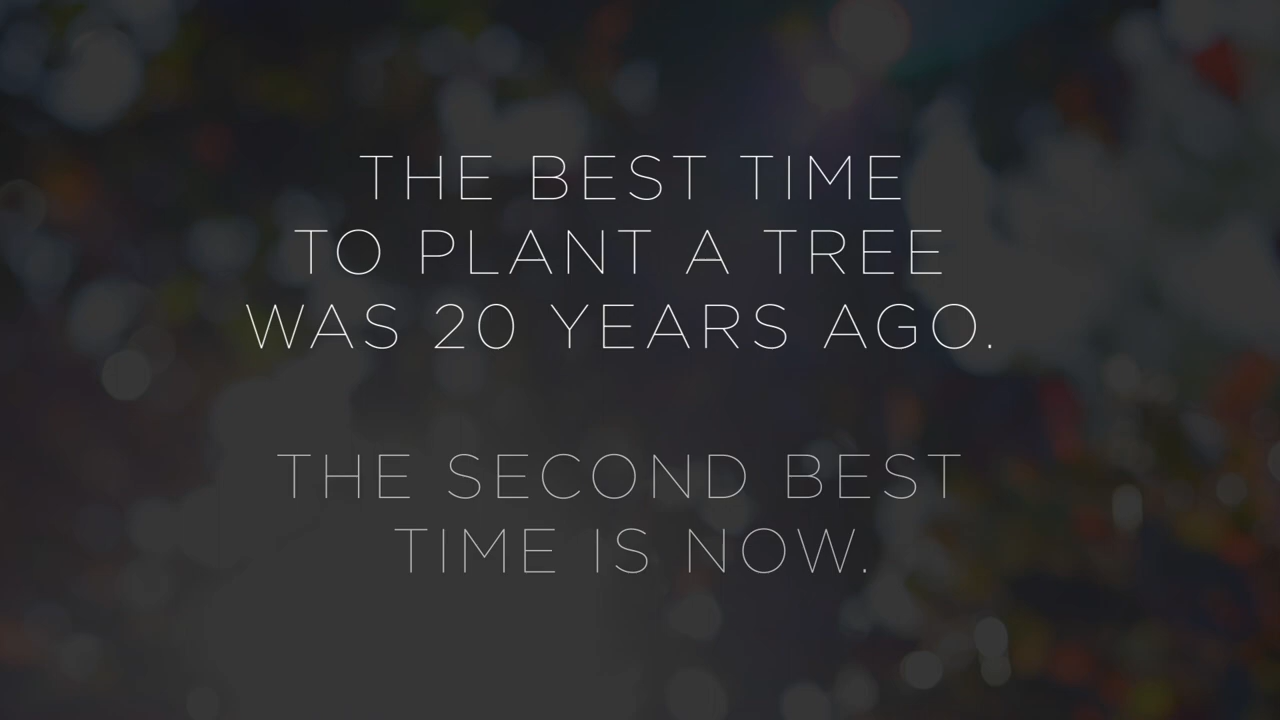 THE BEST TIME
TO PLANT A TREE
WAS 20 YEARS AGO.
THE SECOND BEST
TIME IS NOW.